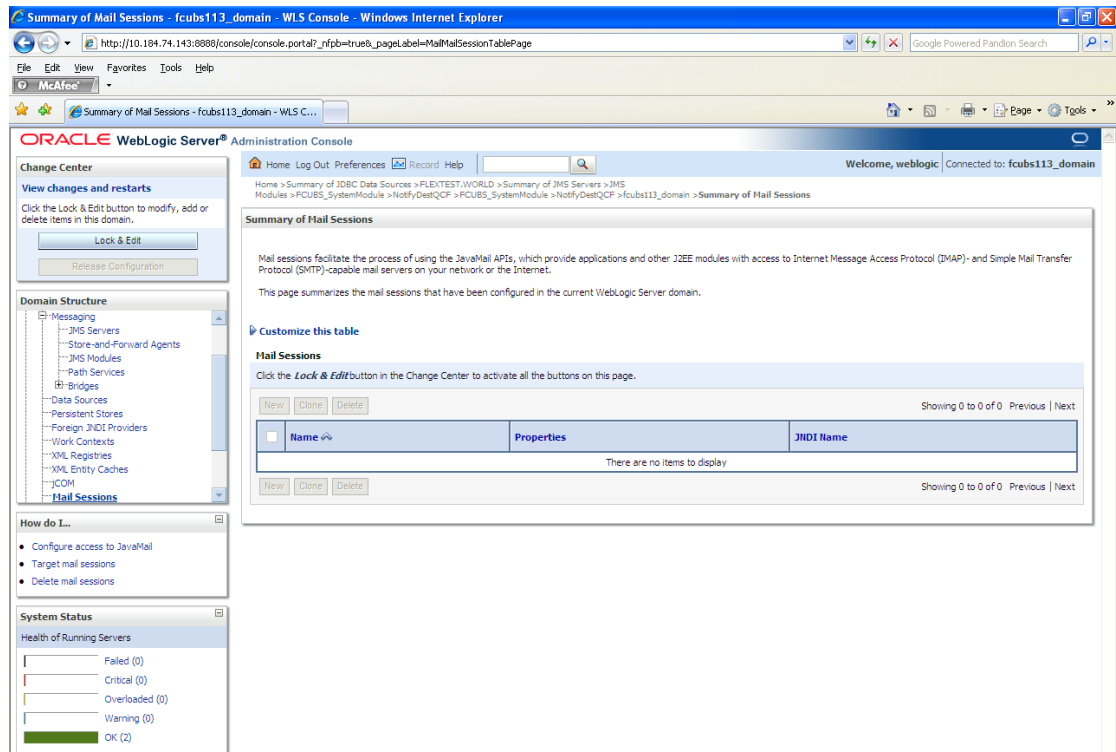 Summary of Mail Sessions - fcubs113_domain - WLS Console - Windows Internet Explorer
http://10.184.74.143:8888/console/console.portal?_nfpb=true&_pageLabel=MailMailSessionTablePage
Google Powered Pandion Search
File Edit View Favorites Tools Help
McAfee
Summary of Mail Sessions - fcubs113_domain - WLS C...
Page Tools »
ORACLE WebLogic Server® Administration Console
Change Center
View changes and restarts
Click the Lock & Edit button to modify, add or
delete items in this domain.
Lock & Edit
Release Configuration
Domain Structure
Messaging
JMS Servers
Store-and-Forward Agents
JMS Modules
Path Services
Bridges
Data Sources
Persistent Stores
Foreign JNDI Providers
Work Contexts
XML Registries
XML Entity Caches
jCOM
Mail Sessions
How do I...
Configure access to JavaMail
Target mail sessions
Delete mail sessions
System Status
Health of Running Servers
Failed (0)
Critical (0)
Overloaded (0)
Warning (0)
OK (2)
Home Log Out Preferences Record Help
Welcome, weblogic Connected to: fcubs113_domain
Home >Summary of JDBC Data Sources >FLEXTEST.WORLD >Summary of JMS Servers >JMS
Modules >FCUBS_SystemModule >NotifyDestQCF >FCUBS_SystemModule >NotifyDestQCF >fcubs113_domain >Summary of Mail Sessions
Summary of Mail Sessions
Mail sessions facilitate the process of using the JavaMail APIs, which provide applications and other J2EE modules with access to Internet Message Access Protocol (IMAP)- and Simple Mail Transfer
Protocol (SMTP)-capable mail servers on your network or the Internet.
This page summarizes the mail sessions that have been configured in the current WebLogic Server domain.
Customize this table
Mail Sessions
Click the Lock & Edit button in the Change Center to activate all the buttons on this page.
New Clone Delete
Showing 0 to 0 of 0 Previous | Next
Name Properties JNDI Name
There are no items to display
New Clone Delete
Showing 0 to 0 of 0 Previous | Next